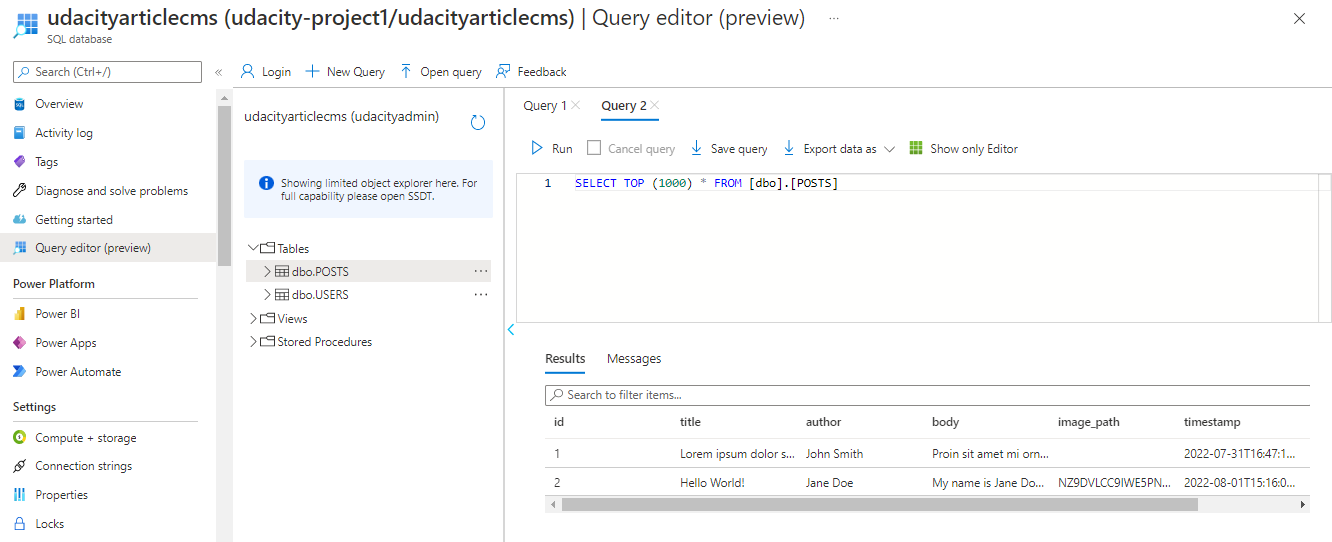 udacityarticlecms (udacity-project1/udacityarticlecms) | Query editor (preview) ...
SQL database
Search (Ctrl+/)
«
Overview
Activity log
Tags
Diagnose and solve problems
Getting started
Query editor (preview)
Power Platform
Power BI
Power Apps
Power Automate
Settings
Compute + storage
Connection strings
Properties
Locks
Login New Query Open query Feedback
udacityarticlecms (udacityadmin)
Showing limited object explorer here. For
full capability please open SSDT.
Tables
dbo.POSTS ...
dbo.USERS ...
Views
Stored Procedures
Query 1 Query 2
Run Cancel query Save query Export data as Show only Editor
1 SELECT TOP (1000) * FROM [dbo].[POSTS]
Results Messages
Search to filter items...
id title author body image_path timestamp
1 Lorem ipsum dolor s... John Smith Proin sit amet mi orn... 2022-07-31T16:47:1...
2 Hello World! Jane Doe My name is Jane Do... NZ9DVLCC9IWE5PN... 2022-08-01T15:16:0...